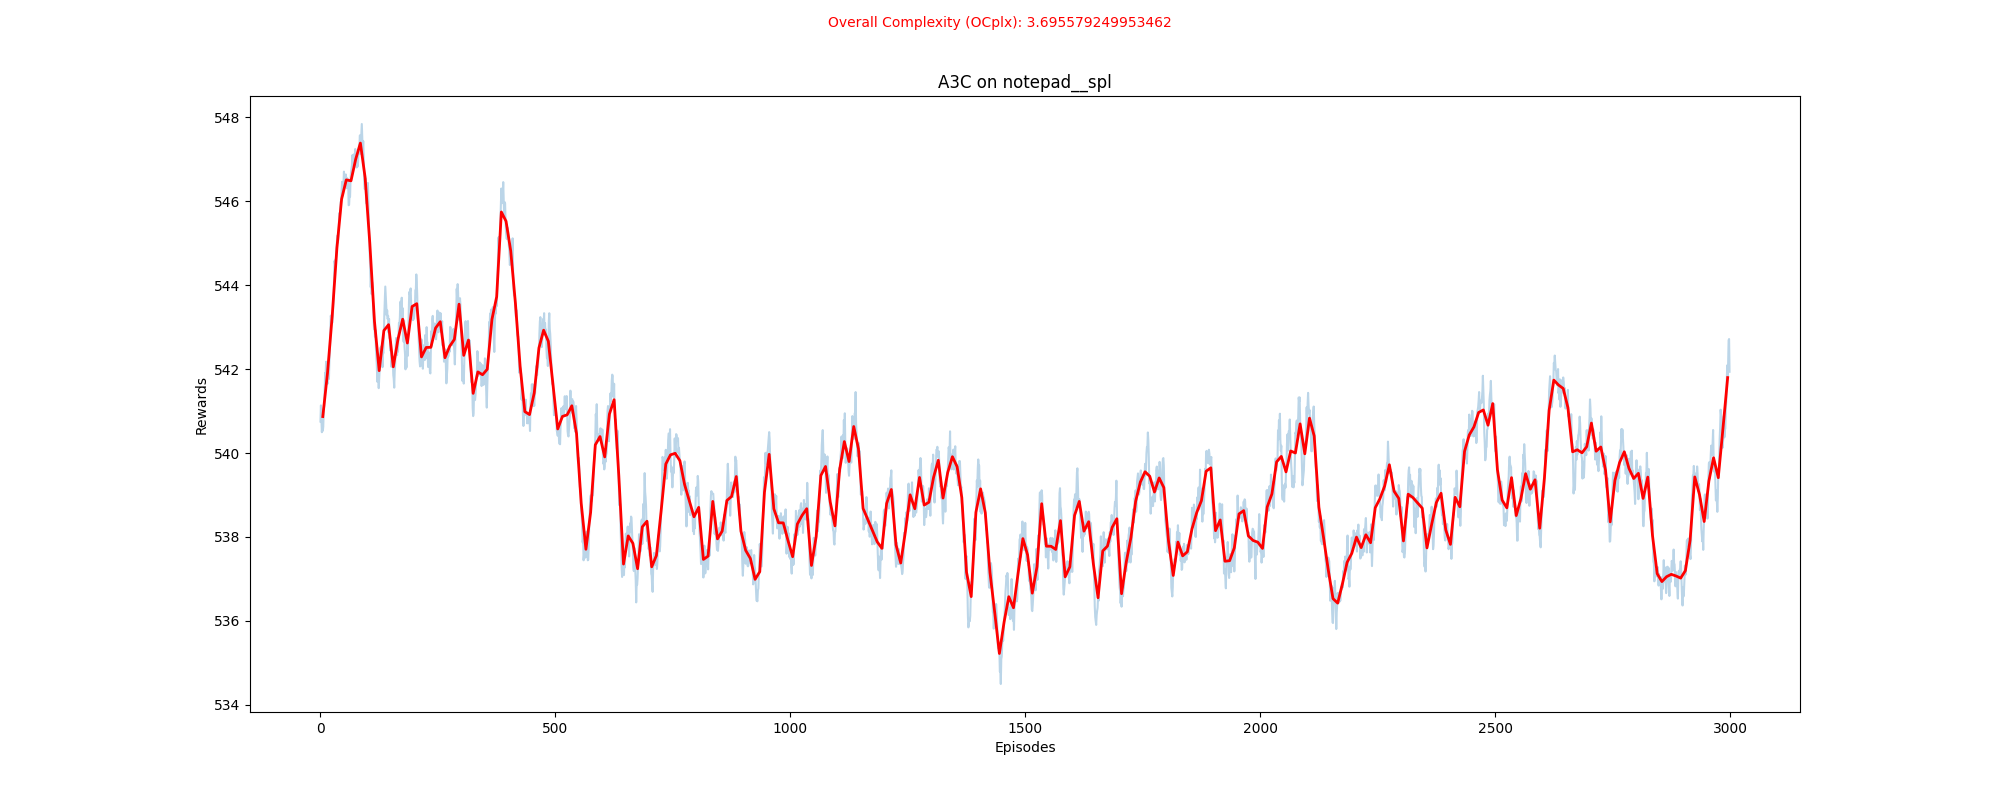 Overall Complexity (OCplx): 3.695579249953462
A3C on notepad__spl
548
546
544
542
540
538
536
534
Rewards
0 500 1000 1500 2000 2500 3000
Episodes